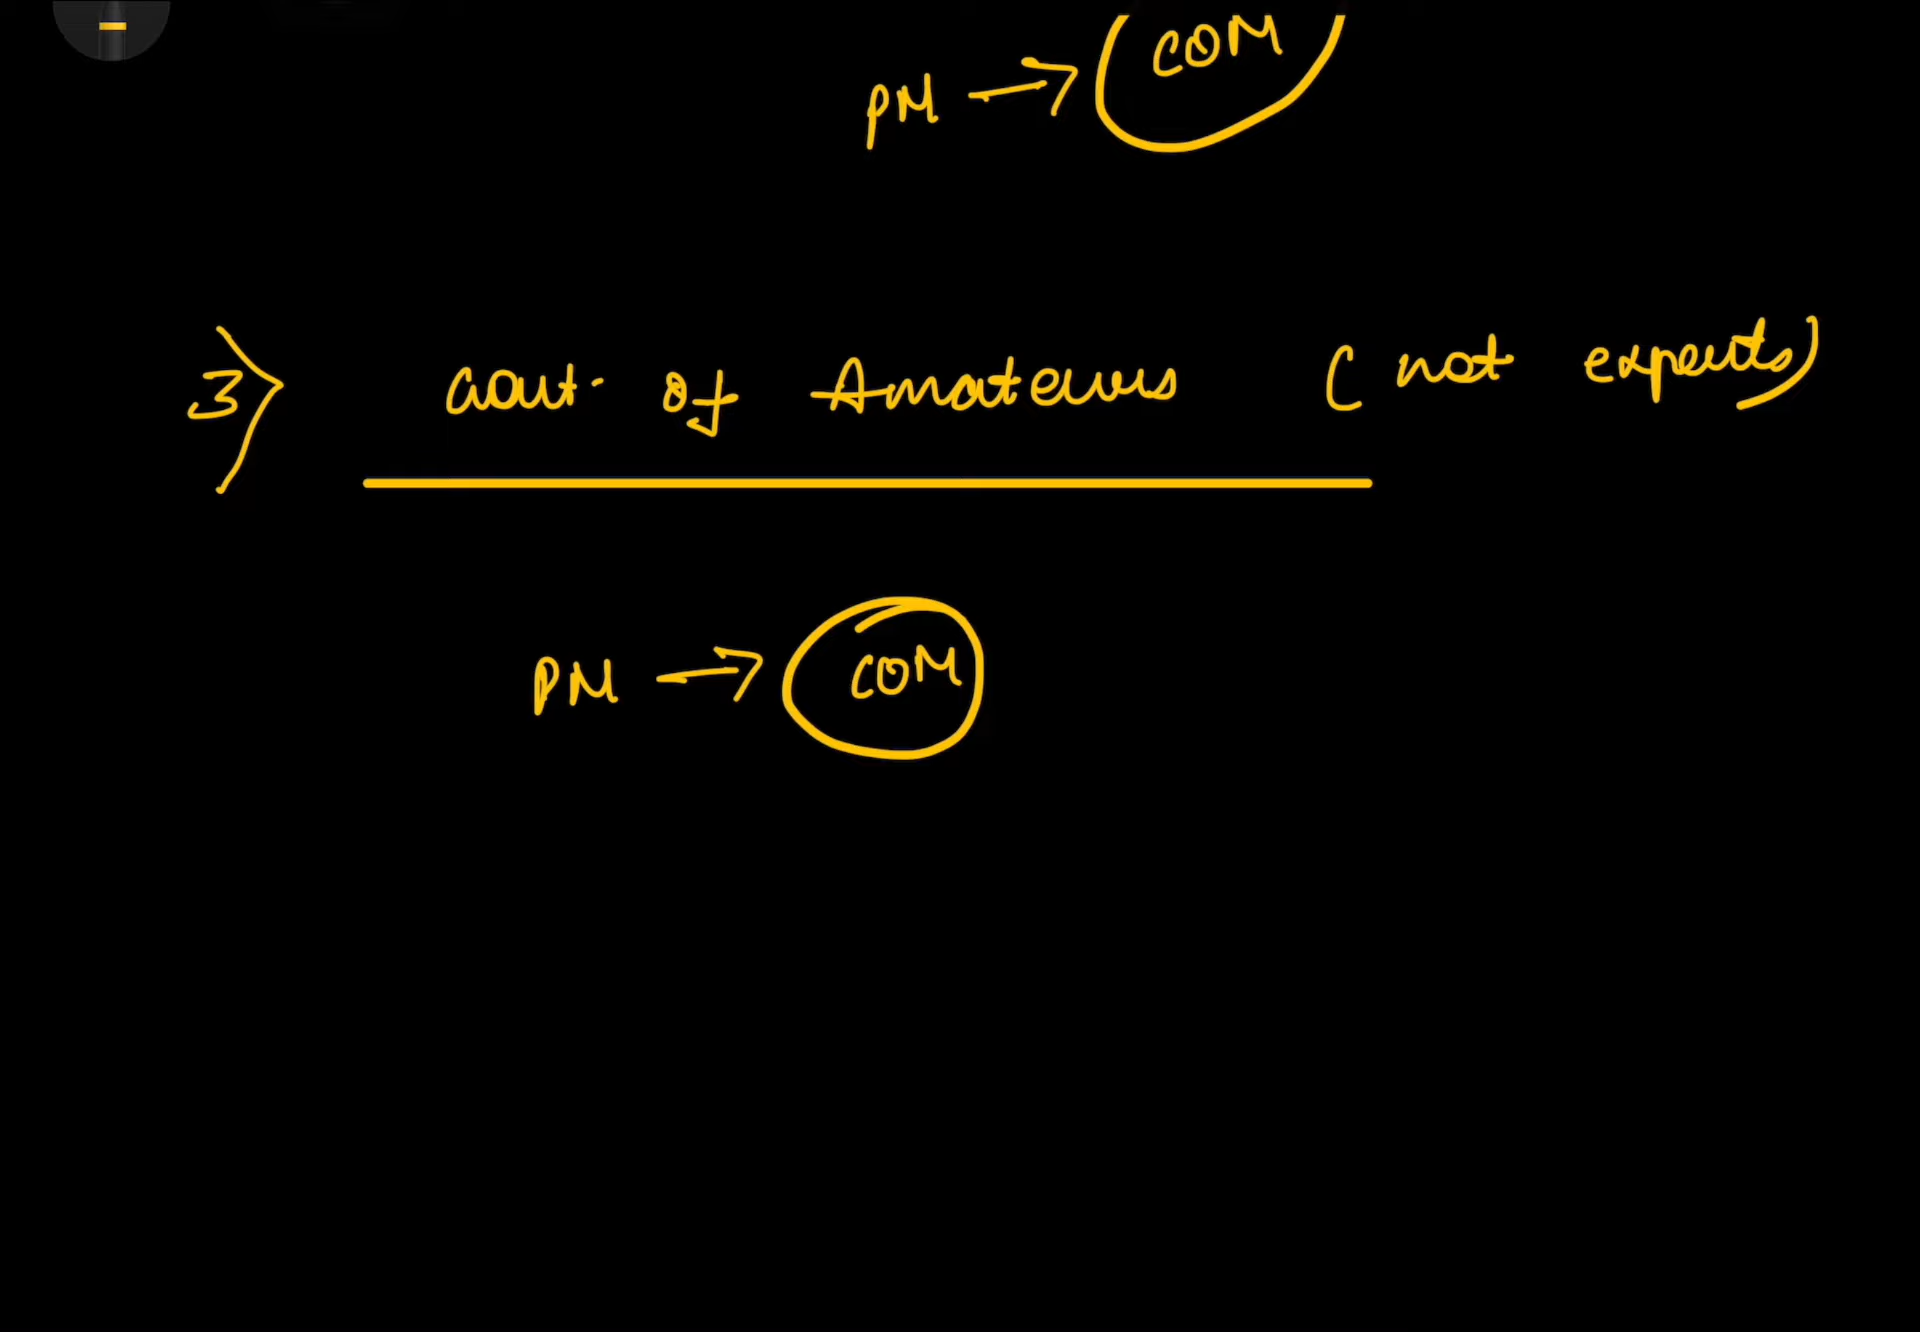 PM → COM
3) Govt. of Amateurs (not experts)
PM → COM